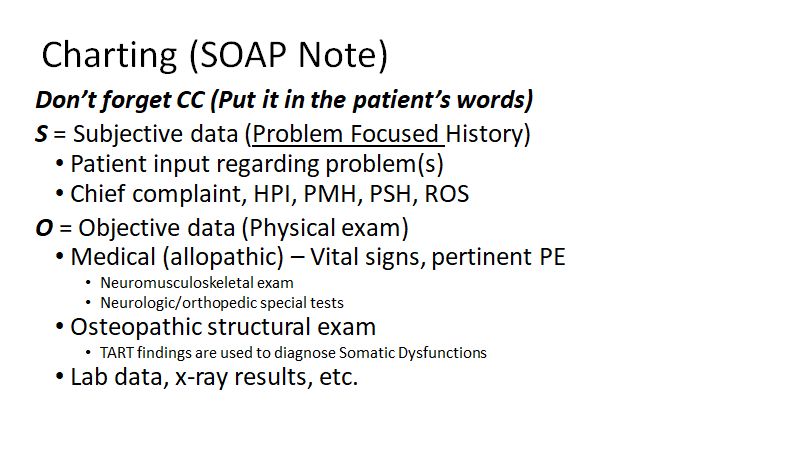 Charting (SOAP Note)
Don't forget CC (Put it in the patient's words)
S = Subjective data (Problem Focused History)
• Patient input regarding problem(s)
• Chief complaint, HPI, PMH, PSH, ROS
O = Objective data (Physical exam)
• Medical (allopathic) – Vital signs, pertinent PE
• Neuromusculoskeletal exam
• Neurologic/orthopedic special tests
• Osteopathic structural exam
• TART findings are used to diagnose Somatic Dysfunctions
• Lab data, x-ray results, etc.